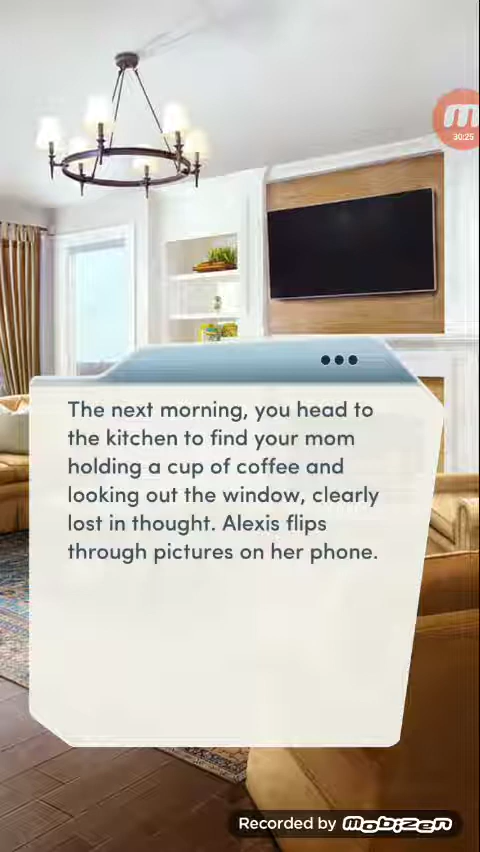 30:25
The next morning, you head to
the kitchen to find your mom
holding a cup of coffee and
looking out the window, clearly
lost in thought. Alexis flips
through pictures on her phone.
Recorded by mobizen